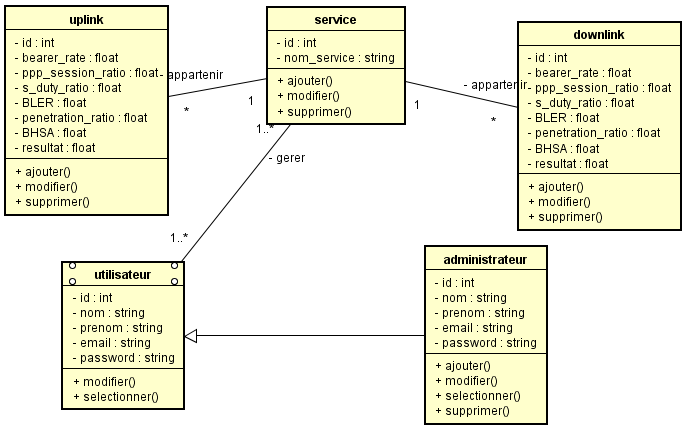 uplink
- id : int
- bearer_rate : float
- ppp_session_ratio : float
- s_duty_ratio : float
- BLER : float
- penetration_ratio : float
- BHSA : float
- resultat : float
+ ajouter()
+ modifier()
+ supprimer()
- appartenir
*
1
service
- id : int
- nom_service : string
+ ajouter()
+ modifier()
+ supprimer()
- appartenir
1
*
downlink
- id : int
- bearer_rate : float
- ppp_session_ratio : float
- s_duty_ratio : float
- BLER : float
- penetration_ratio : float
- BHSA : float
- resultat : float
+ ajouter()
+ modifier()
+ supprimer()
1..*
- gerer
1..*
utilisateur
- id : int
- nom : string
- prenom : string
- email : string
- password : string
+ modifier()
+ selectionner()
administrateur
- id : int
- nom : string
- prenom : string
- email : string
- password : string
+ ajouter()
+ modifier()
+ selectionner()
+ supprimer()